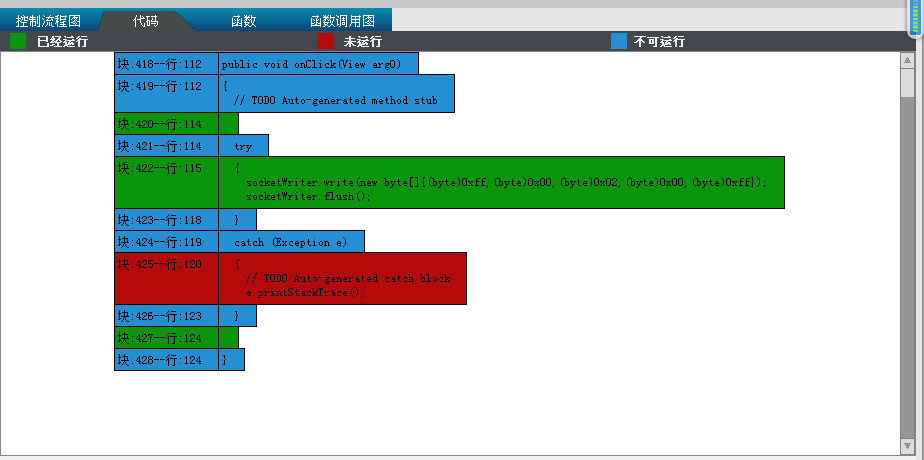 控制流程图 代码 函数 函数调用图
已经运行 未运行 不可运行
块:418--行:112 public void onClick(View arg0)
块:419--行:112 {
// TODO Auto-generated method stub
块:420--行:114
块:421--行:114 try
块:422--行:115 {
socketWriter.write(new byte[]{(byte)0xff,(byte)0x00,(byte)0x02,(byte)0x00,(byte)0xff});
socketWriter.flush();
块:423--行:118 }
块:424--行:119 catch (Exception e)
块:425--行:120 {
// TODO Auto-generated catch block
e.printStackTrace();
块:426--行:123 }
块:427--行:124
块:428--行:124 }